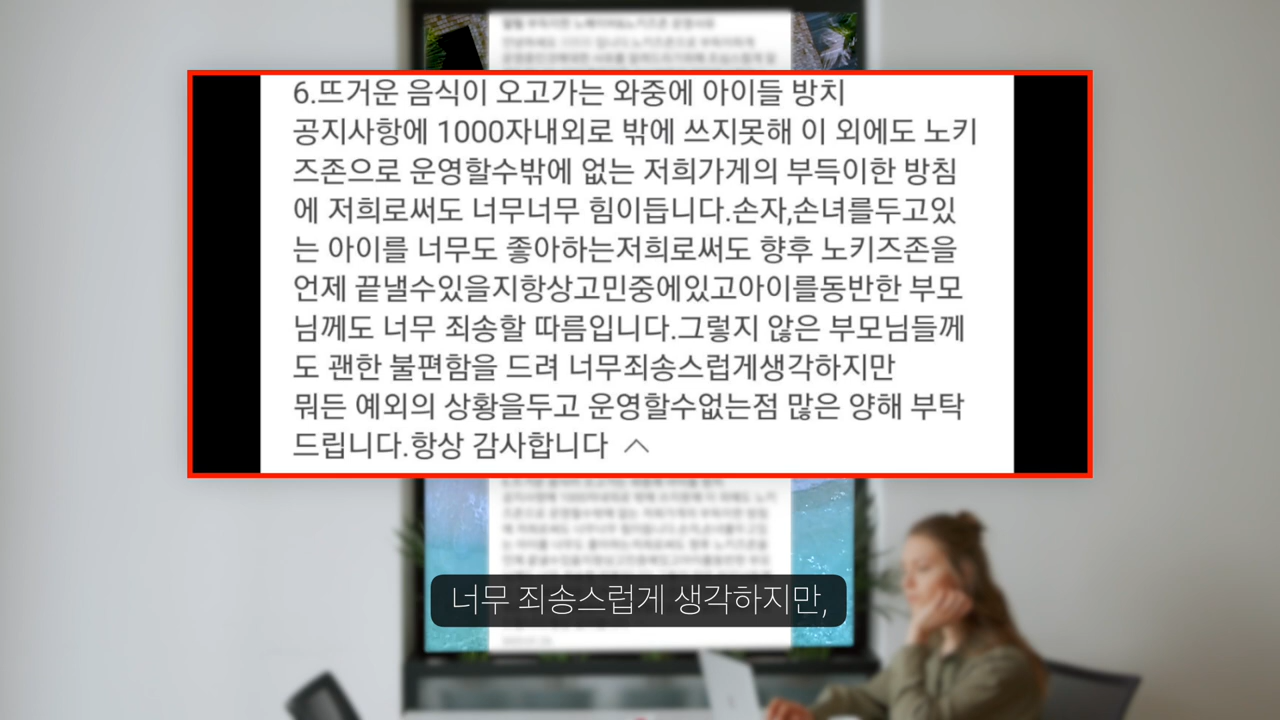 6.뜨거운 음식이 오고가는 와중에 아이들 방치
공지사항에 1000자내외로 밖에 쓰지못해 이 외에도 노키
즈존으로 운영할수밖에 없는 저희가게의 부득이한 방침
에 저희로써도 너무너무 힘이듭니다.손자,손녀를두고있
는 아이를 너무도 좋아하는저희로써도 향후 노키즈존을
언제 끝낼수있을지항상고민중에있고아이를동반한 부모
님께도 너무 죄송할 따름입니다.그렇지 않은 부모님들께
도 괜한 불편함을 드려 너무죄송스럽게생각하지만
뭐든 예외의 상황을두고 운영할수없는점 많은 양해 부탁
드립니다.항상 감사합니다
너무 죄송스럽게 생각하지만,